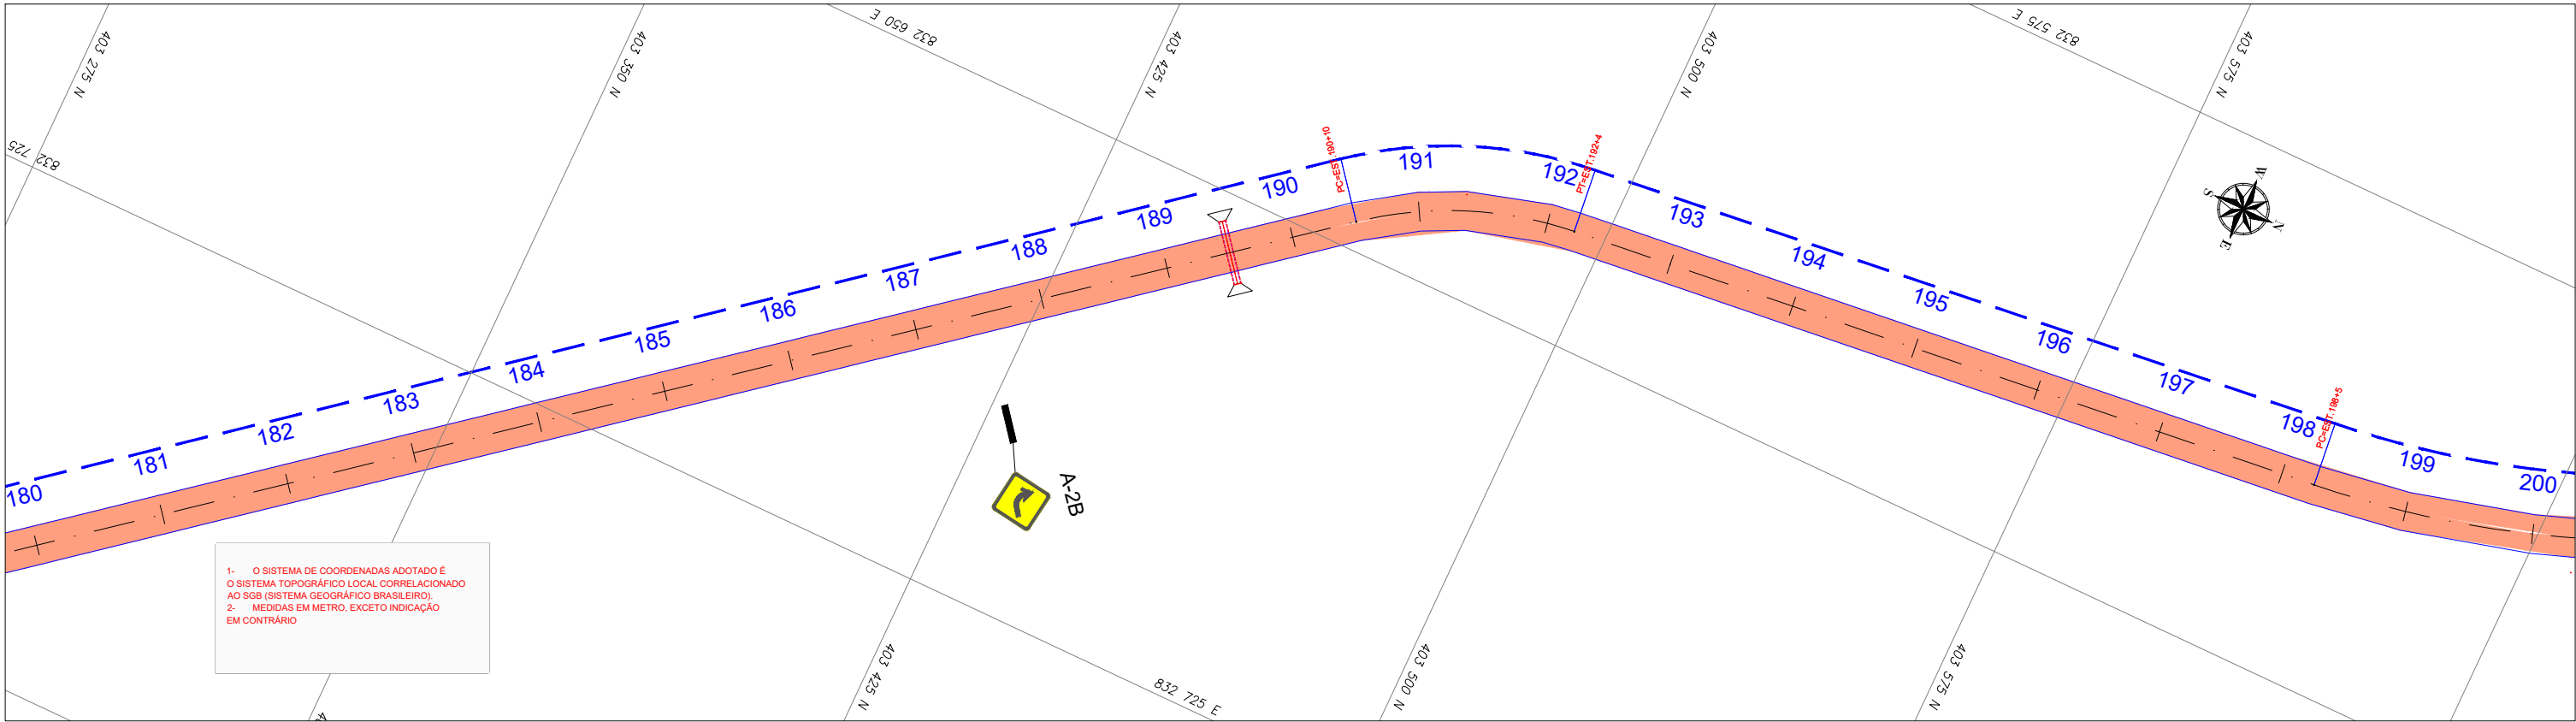 403 275 N
403 350 N
832 650 E
403 425 N
403 500 N
832 575 E
403 575 N
832 725
PC=EST.190+10
PT=EST.192+4
PC=EST.198+5
180
181
182
183
184
185
186
187
188
189
190
191
192
193
194
195
196
197
198
199
200
W
S
N
E
A-2B
1- O SISTEMA DE COORDENADAS ADOTADO É
O SISTEMA TOPOGRÁFICO LOCAL CORRELACIONADO
AO SGB (SISTEMA GEOGRÁFICO BRASILEIRO).
2- MEDIDAS EM METRO, EXCETO INDICAÇÃO
EM CONTRÁRIO
403 425 N
832 725 E
403 500 N
403 575 N